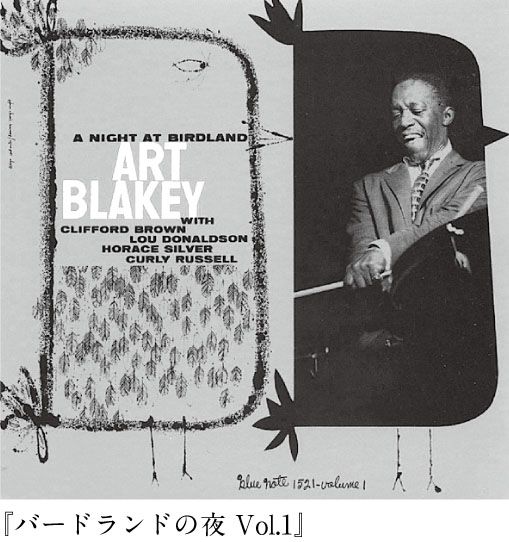 A NIGHT AT BIRDLAND
ART
BLAKEY
WITH
CLIFFORD BROWN
LOU DONALDSON
HORACE SILVER
CURLY RUSSELL
blue note 1521-volume 1
『バードランドの夜 Vol.1』